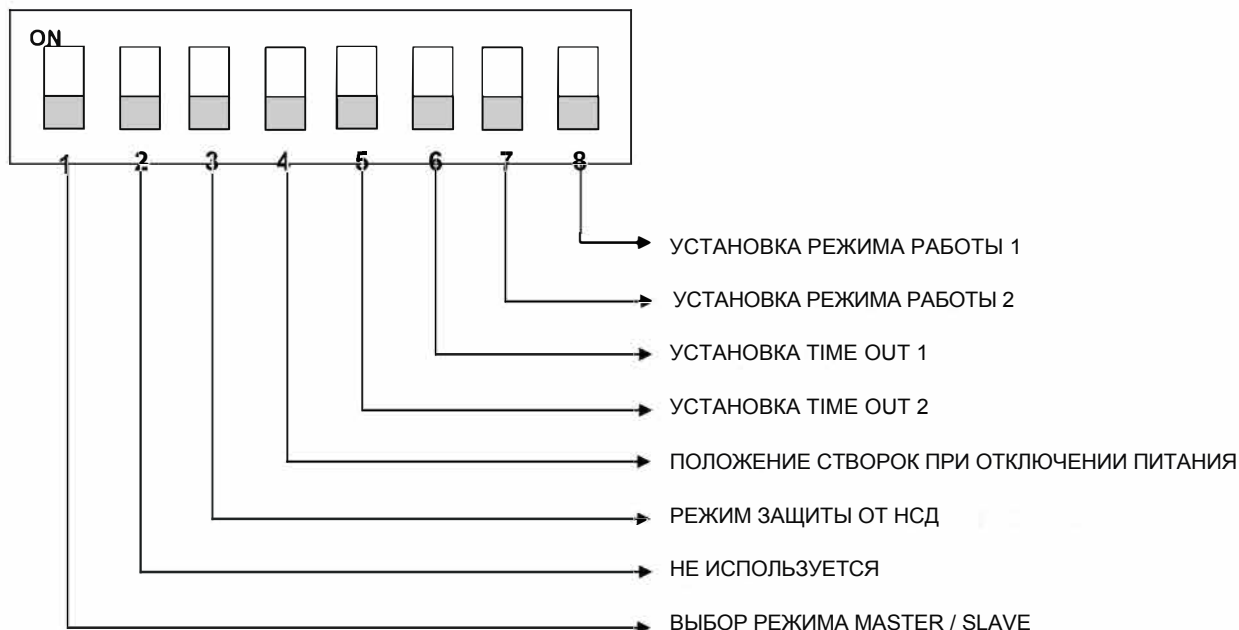 ON
1 2 3 4 5 6 7 8
УСТАНОВКА РЕЖИМА РАБОТЫ 1
УСТАНОВКА РЕЖИМА РАБОТЫ 2
УСТАНОВКА TIME OUT 1
УСТАНОВКА TIME OUT 2
ПОЛОЖЕНИЕ СТВОРОК ПРИ ОТКЛЮЧЕНИИ ПИТАНИЯ
РЕЖИМ ЗАЩИТЫ ОТ НСД
НЕ ИСПОЛЬЗУЕТСЯ
ВЫБОР РЕЖИМА MASTER / SLAVE